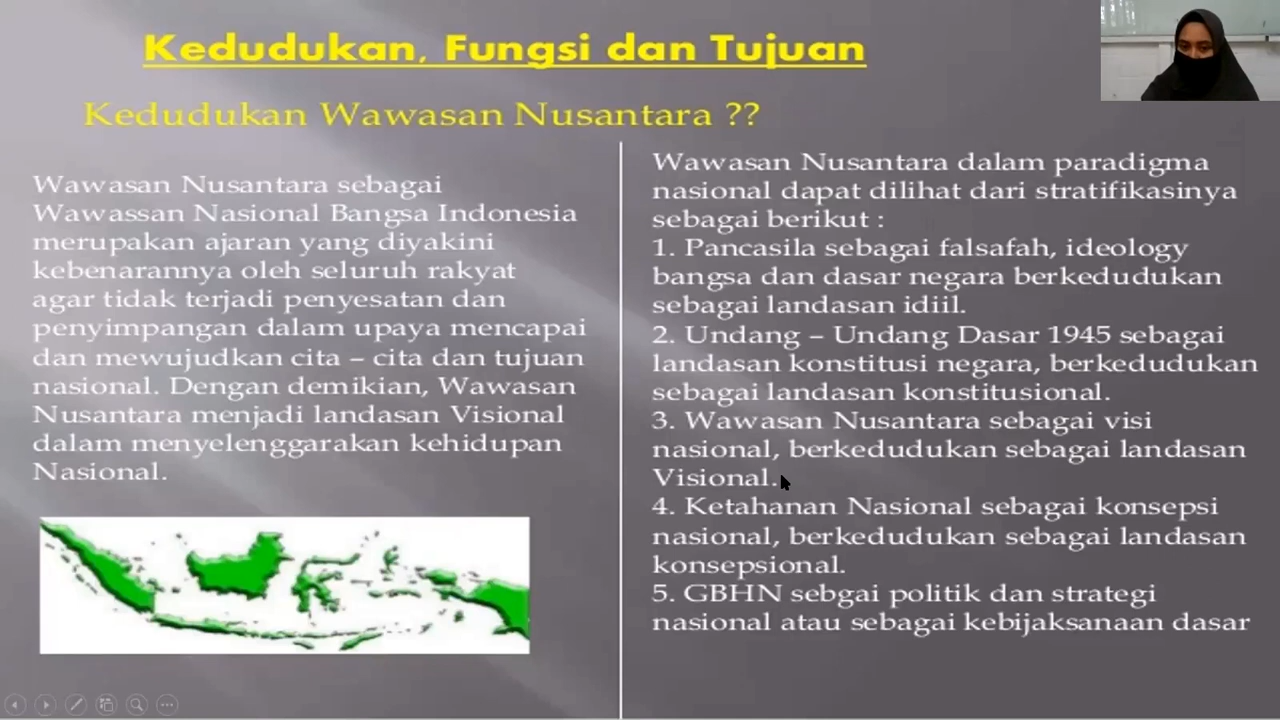 Kedudukan, Fungsi dan Tujuan
Kedudukan Wawasan Nusantara ??
Wawasan Nusantara sebagai
Wawassan Nasional Bangsa Indonesia
merupakan ajaran yang diyakini
kebenarannya oleh seluruh rakyat
agar tidak terjadi penyesatan dan
penyimpangan dalam upaya mencapai
dan mewujudkan cita – cita dan tujuan
nasional. Dengan demikian, Wawasan
Nusantara menjadi landasan Visional
dalam menyelenggarakan kehidupan
Nasional.
Wawasan Nusantara dalam paradigma
nasional dapat dilihat dari stratifikasinya
sebagai berikut :
1. Pancasila sebagai falsafah, ideology
bangsa dan dasar negara berkedudukan
sebagai landasan idiil.
2. Undang – Undang Dasar 1945 sebagai
landasan konstitusi negara, berkedudukan
sebagai landasan konstitusional.
3. Wawasan Nusantara sebagai visi
nasional, berkedudukan sebagai landasan
Visional.
4. Ketahanan Nasional sebagai konsepsi
nasional, berkedudukan sebagai landasan
konsepsional.
5. GBHN sebgai politik dan strategi
nasional atau sebagai kebijaksanaan dasar